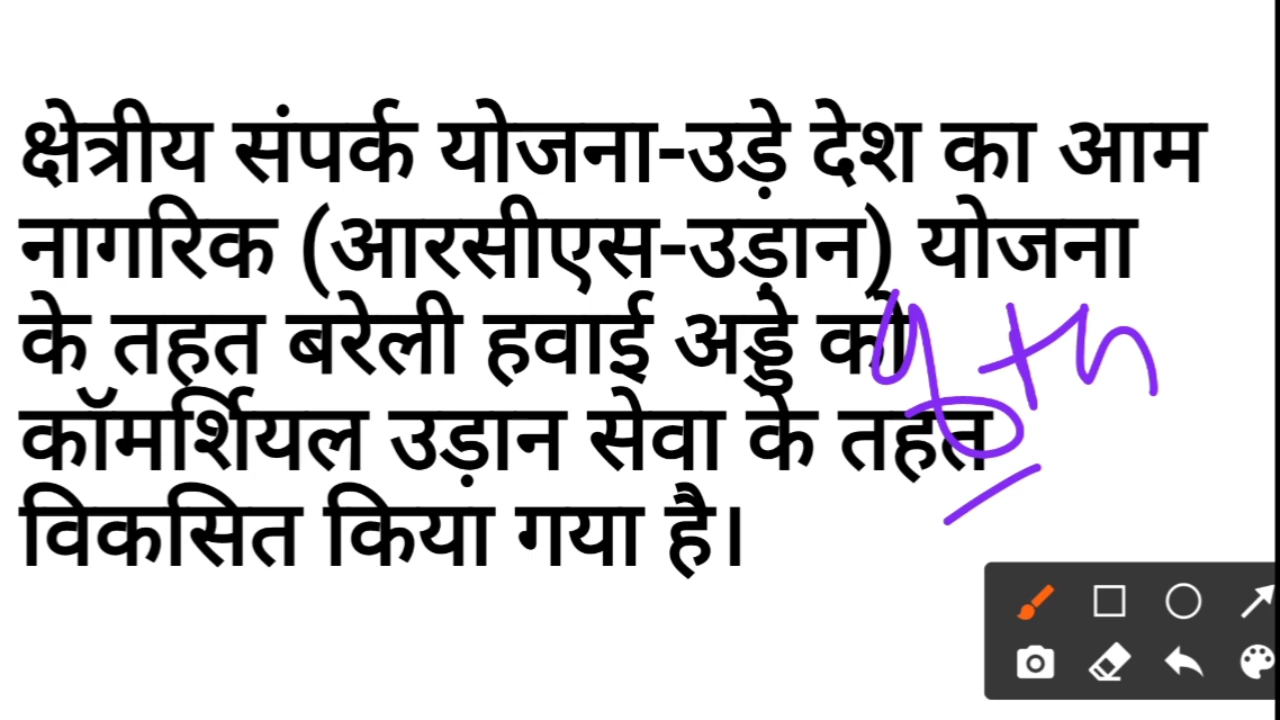 क्षेत्रीय संपर्क योजना-उड़े देश का आम
नागरिक (आरसीएस-उड़ान) योजना
के तहत बरेली हवाई अड्डे को
8th
कॉमर्शियल उड़ान सेवा के तहत
विकसित किया गया है।